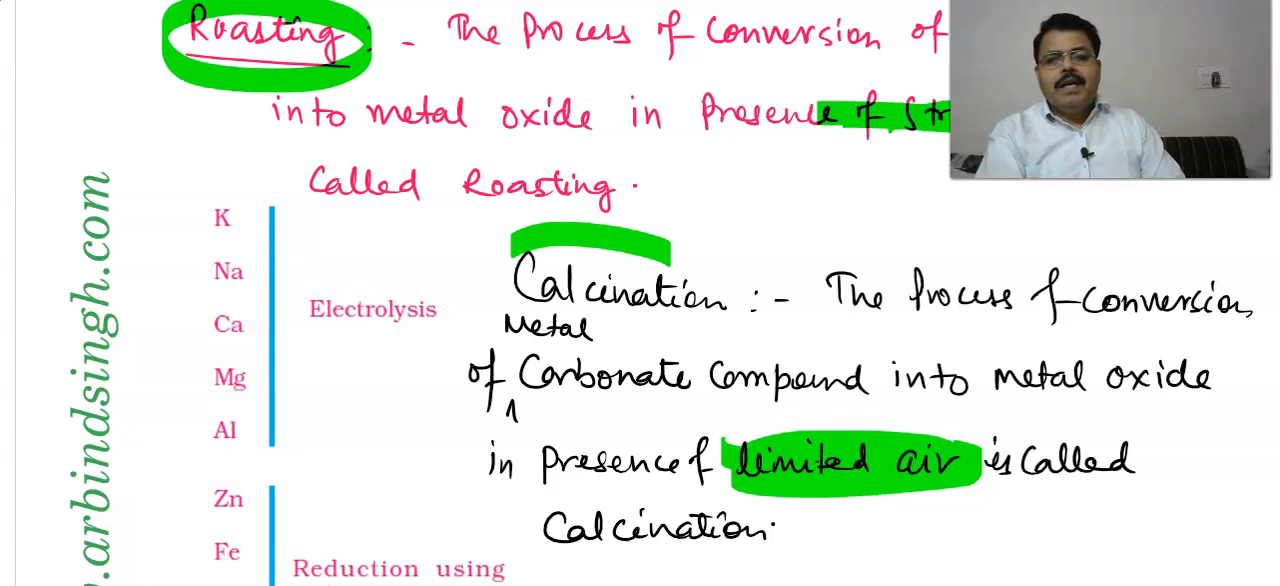 Roasting : - The Process of Conversion of
into metal oxide in Presence of Str
Called Roasting.
K
Na
Ca
Mg
Al
Electrolysis
Calcination :- The Process of conversion
Metal
of Carbonate Compound into metal oxide
in Presence of limited air is Called
Calcination.
Zn
Fe
Reduction using
.arbindsingh.com